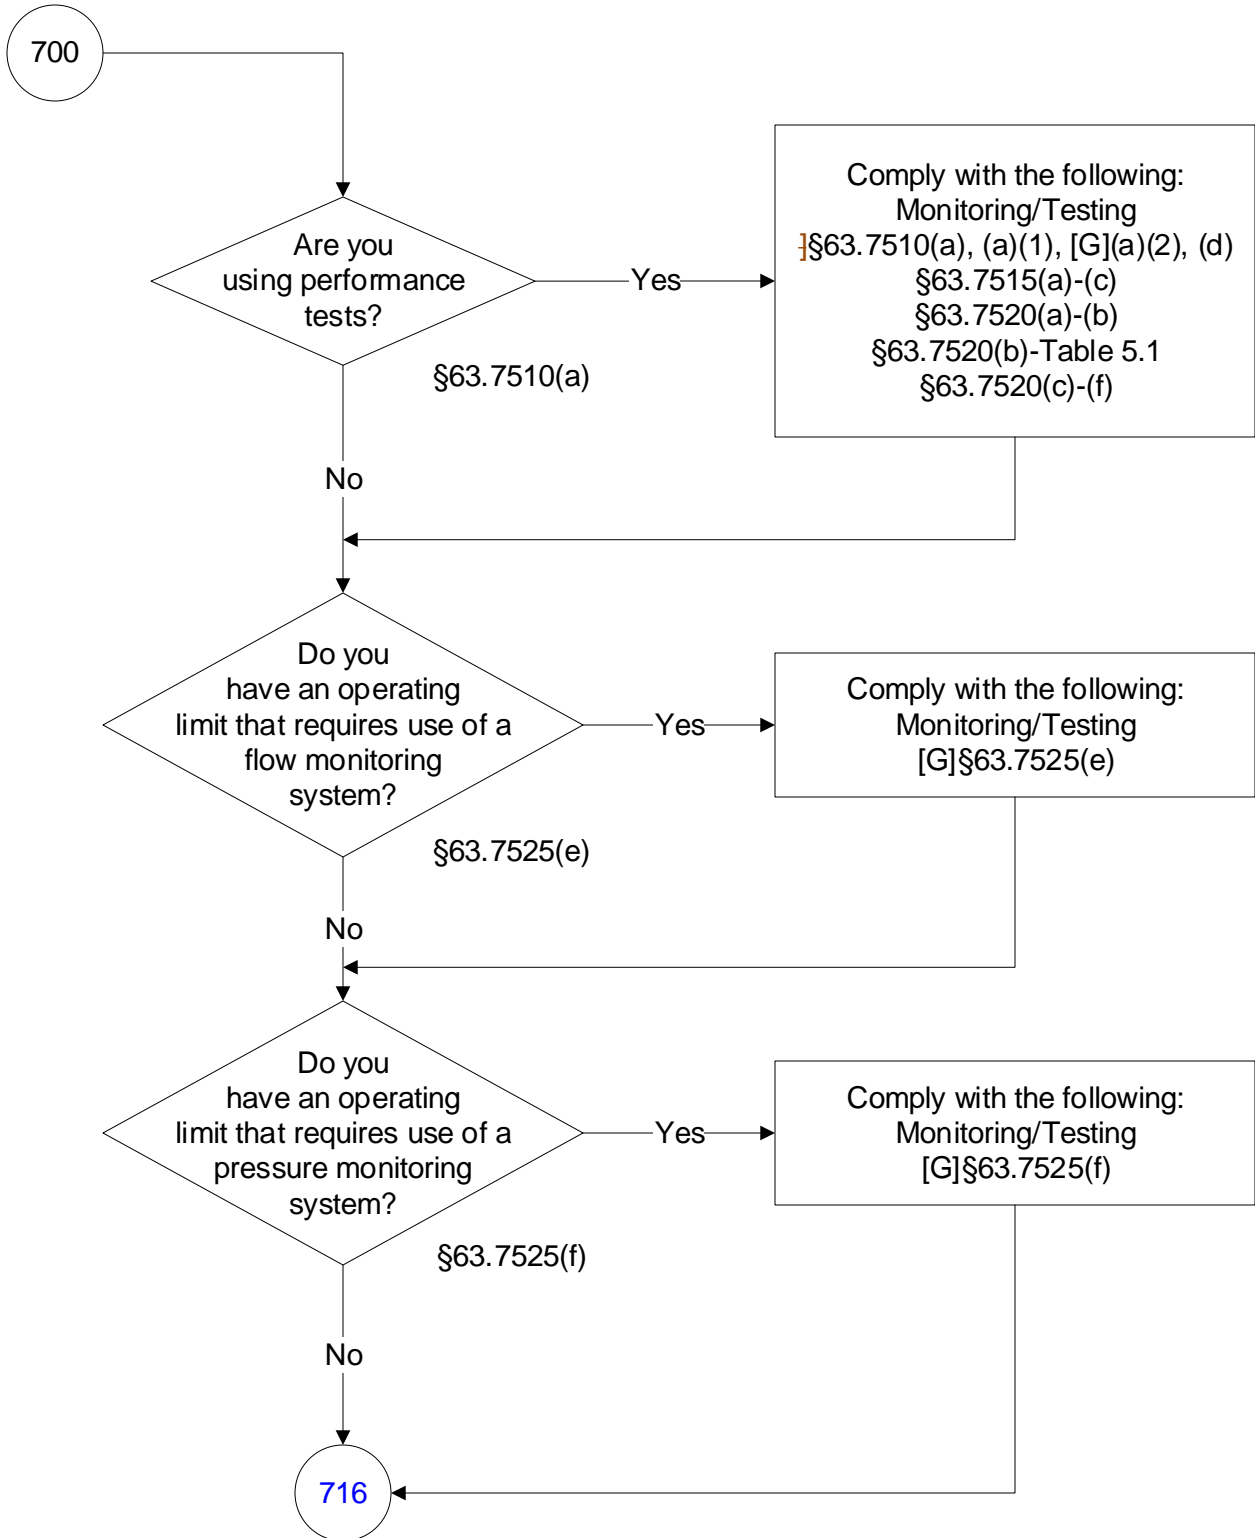 700
Are you
using performance
tests?
Yes
§63.7510(a)
No
Comply with the following:
Monitoring/Testing
]§63.7510(a), (a)(1), [G](a)(2), (d)
§63.7515(a)-(c)
§63.7520(a)-(b)
§63.7520(b)-Table 5.1
§63.7520(c)-(f)
Do you
have an operating
limit that requires use of a
flow monitoring
system?
Yes
§63.7525(e)
No
Comply with the following:
Monitoring/Testing
[G]§63.7525(e)
Do you
have an operating
limit that requires use of a
pressure monitoring
system?
Yes
§63.7525(f)
No
Comply with the following:
Monitoring/Testing
[G]§63.7525(f)
716